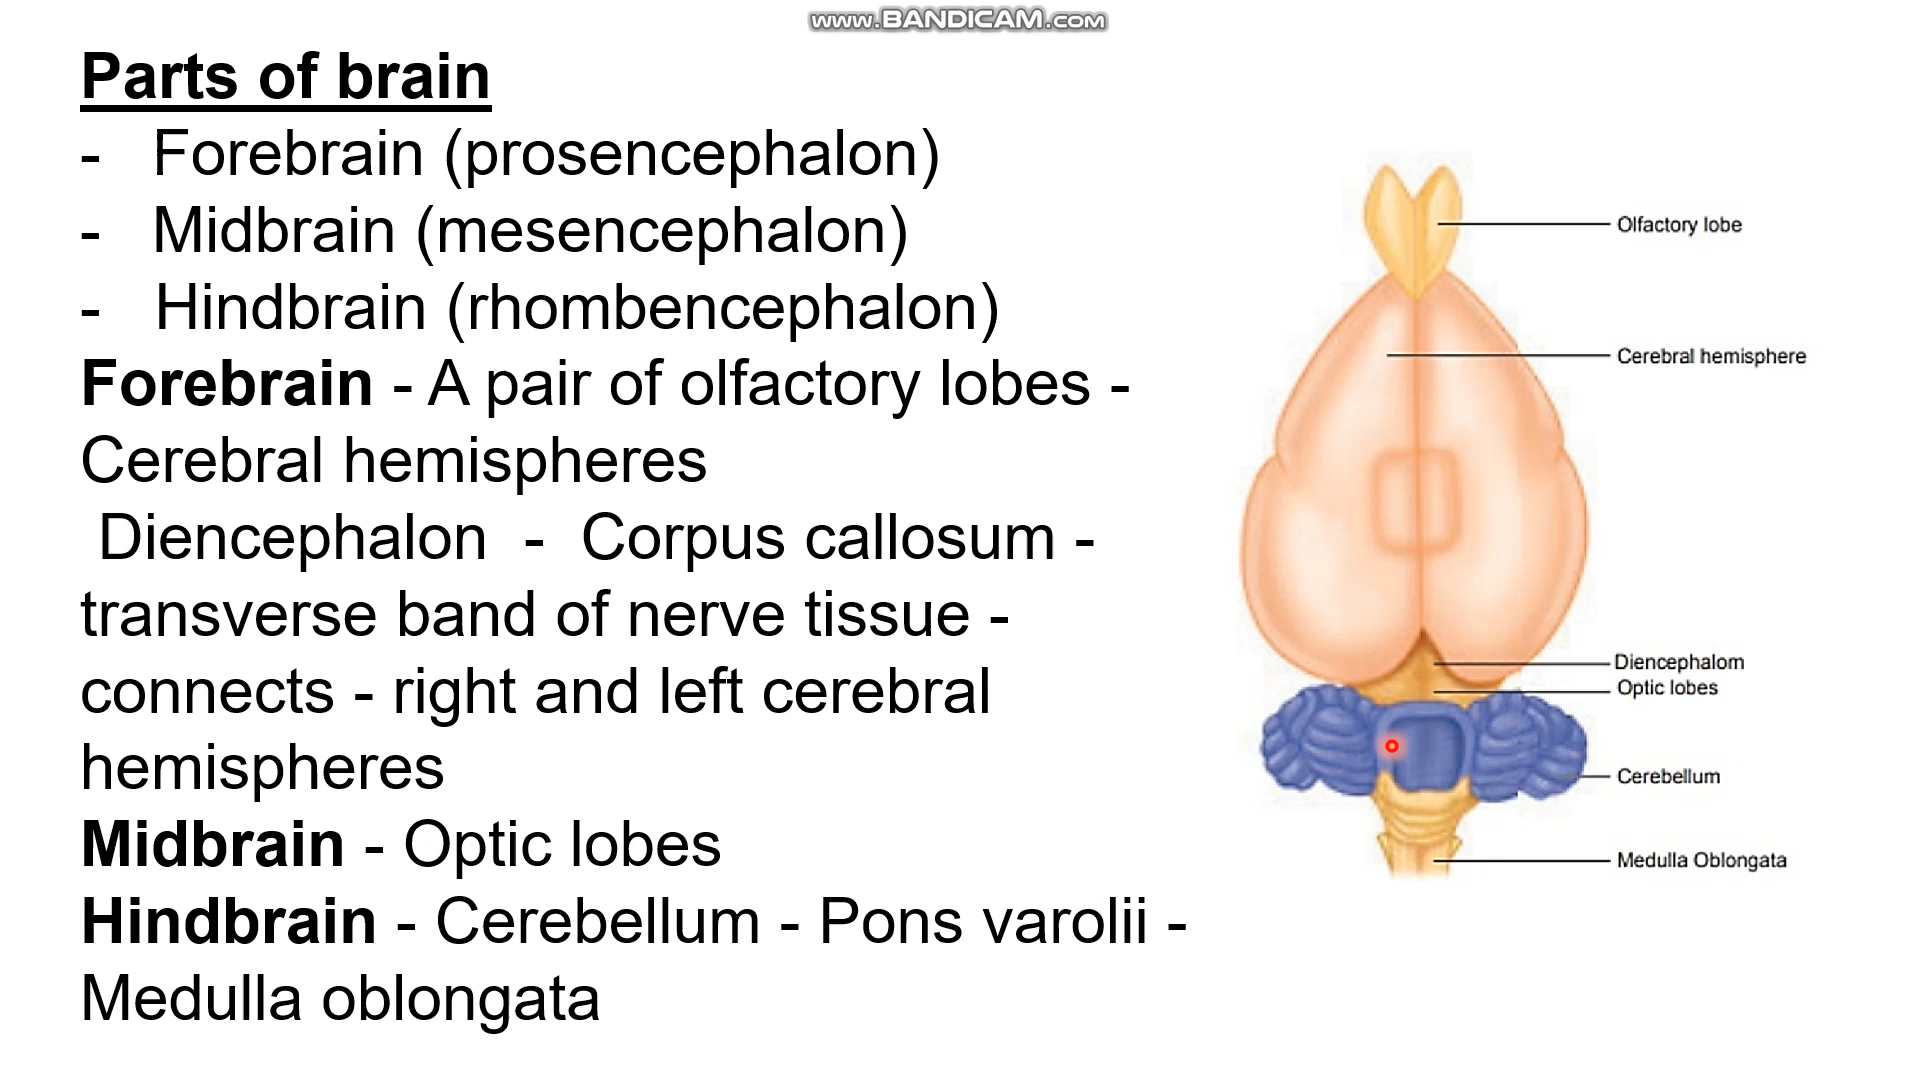 www.BANDICAM.com
Parts of brain
- Forebrain (prosencephalon)
- Midbrain (mesencephalon)
- Hindbrain (rhombencephalon)
Forebrain - A pair of olfactory lobes -
Cerebral hemispheres
Diencephalon - Corpus callosum -
transverse band of nerve tissue -
connects - right and left cerebral
hemispheres
Midbrain - Optic lobes
Hindbrain - Cerebellum - Pons varolii -
Medulla oblongata
Olfactory lobe
Cerebral hemisphere
Diencephalom
Optic lobes
Cerebellum
Medulla Oblongata